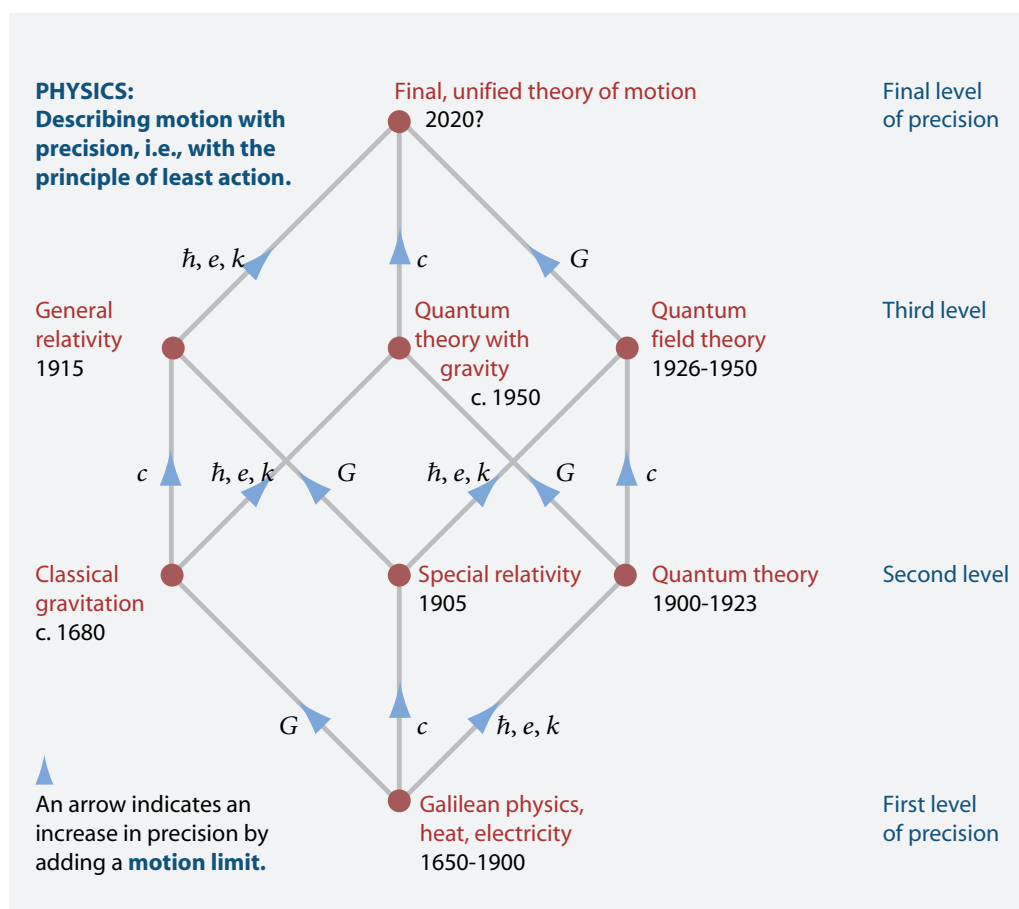 PHYSICS:
Describing motion with
precision, i.e., with the
principle of least action.
Final, unified theory of motion
2020?
Final level
of precision
ħ, e, k
c
G
General
relativity
1915
Quantum
theory with
gravity
c. 1950
Quantum
field theory
1926-1950
Third level
c
ħ, e, k
G
ħ, e, k
G
c
Classical
gravitation
c. 1680
Special relativity
1905
Quantum theory
1900-1923
Second level
G
c
ħ, e, k
An arrow indicates an
increase in precision by
adding a motion limit.
Galilean physics,
heat, electricity
1650-1900
First level
of precision